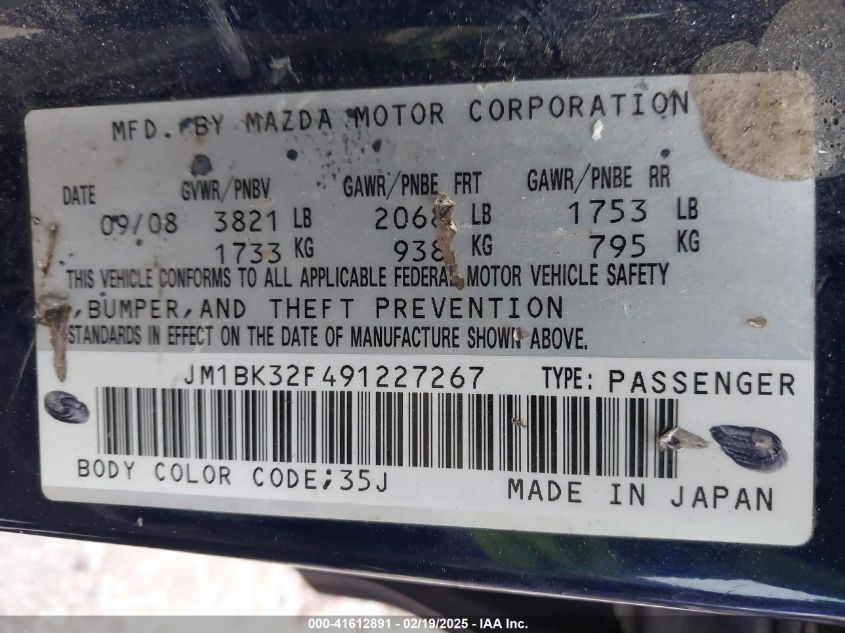 MFD. BY MAZDA MOTOR CORPORATION
DATE GVWR/PNBV GAWR/PNBE FRT GAWR/PNBE RR
09/08 3821 LB 2068 LB 1753 LB
1733 KG 938 KG 795 KG
THIS VEHICLE CONFORMS TO ALL APPLICABLE FEDERAL MOTOR VEHICLE SAFETY
,BUMPER,AND THEFT PREVENTION
STANDARDS IN EFFECT ON THE DATE OF MANUFACTURE SHOWN ABOVE.
JM1BK32F491227267 TYPE: PASSENGER
BODY COLOR CODE;35J
MADE IN JAPAN
000-41612891 - 02/19/2025 - IAA Inc.